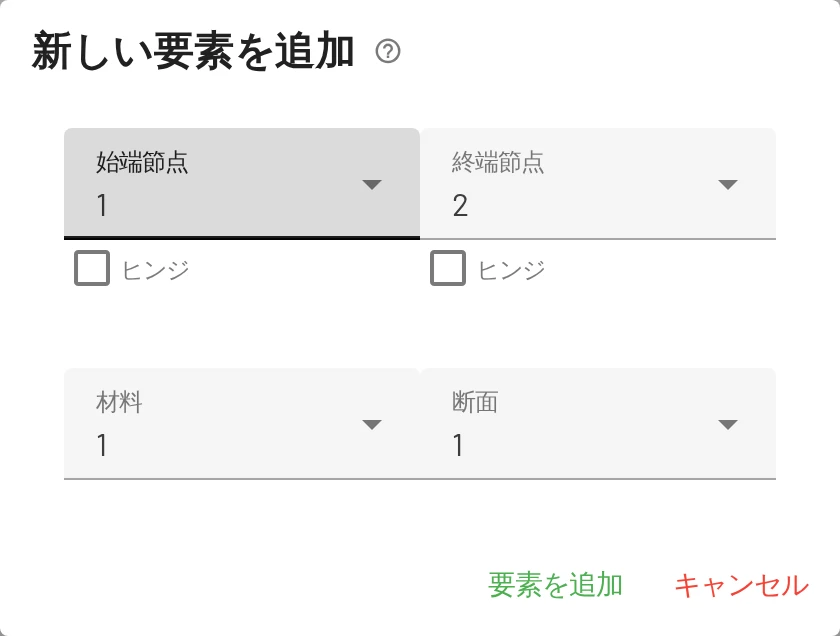 新しい要素を追加
始端節点 終端節点
1 2
ヒンジ ヒンジ
材料 断面
1 1
要素を追加 キャンセル